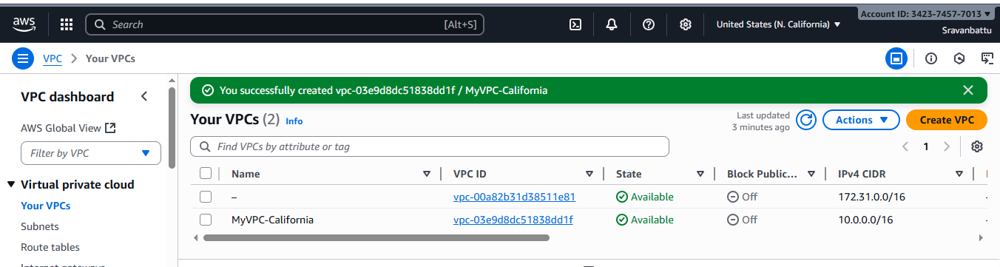 Account ID: 3423-7457-7013
aws Search [Alt+S] United States (N. California)
Sravanbattu
VPC Your VPCs
VPC dashboard
AWS Global View
Filter by VPC
Virtual private cloud
Your VPCs
Subnets
Route tables
Internet gateways
You successfully created vpc-03e9d8dc51838dd1f / MyVPC-California
Your VPCs (2) Info
Last updated
3 minutes ago
Actions
Create VPC
Find VPCs by attribute or tag
1
Name VPC ID State Block Public... IPv4 CIDR
– vpc-00a82b31d38511e81 Available Off 172.31.0.0/16 -
MyVPC-California vpc-03e9d8dc51838dd1f Available Off 10.0.0.0/16 -